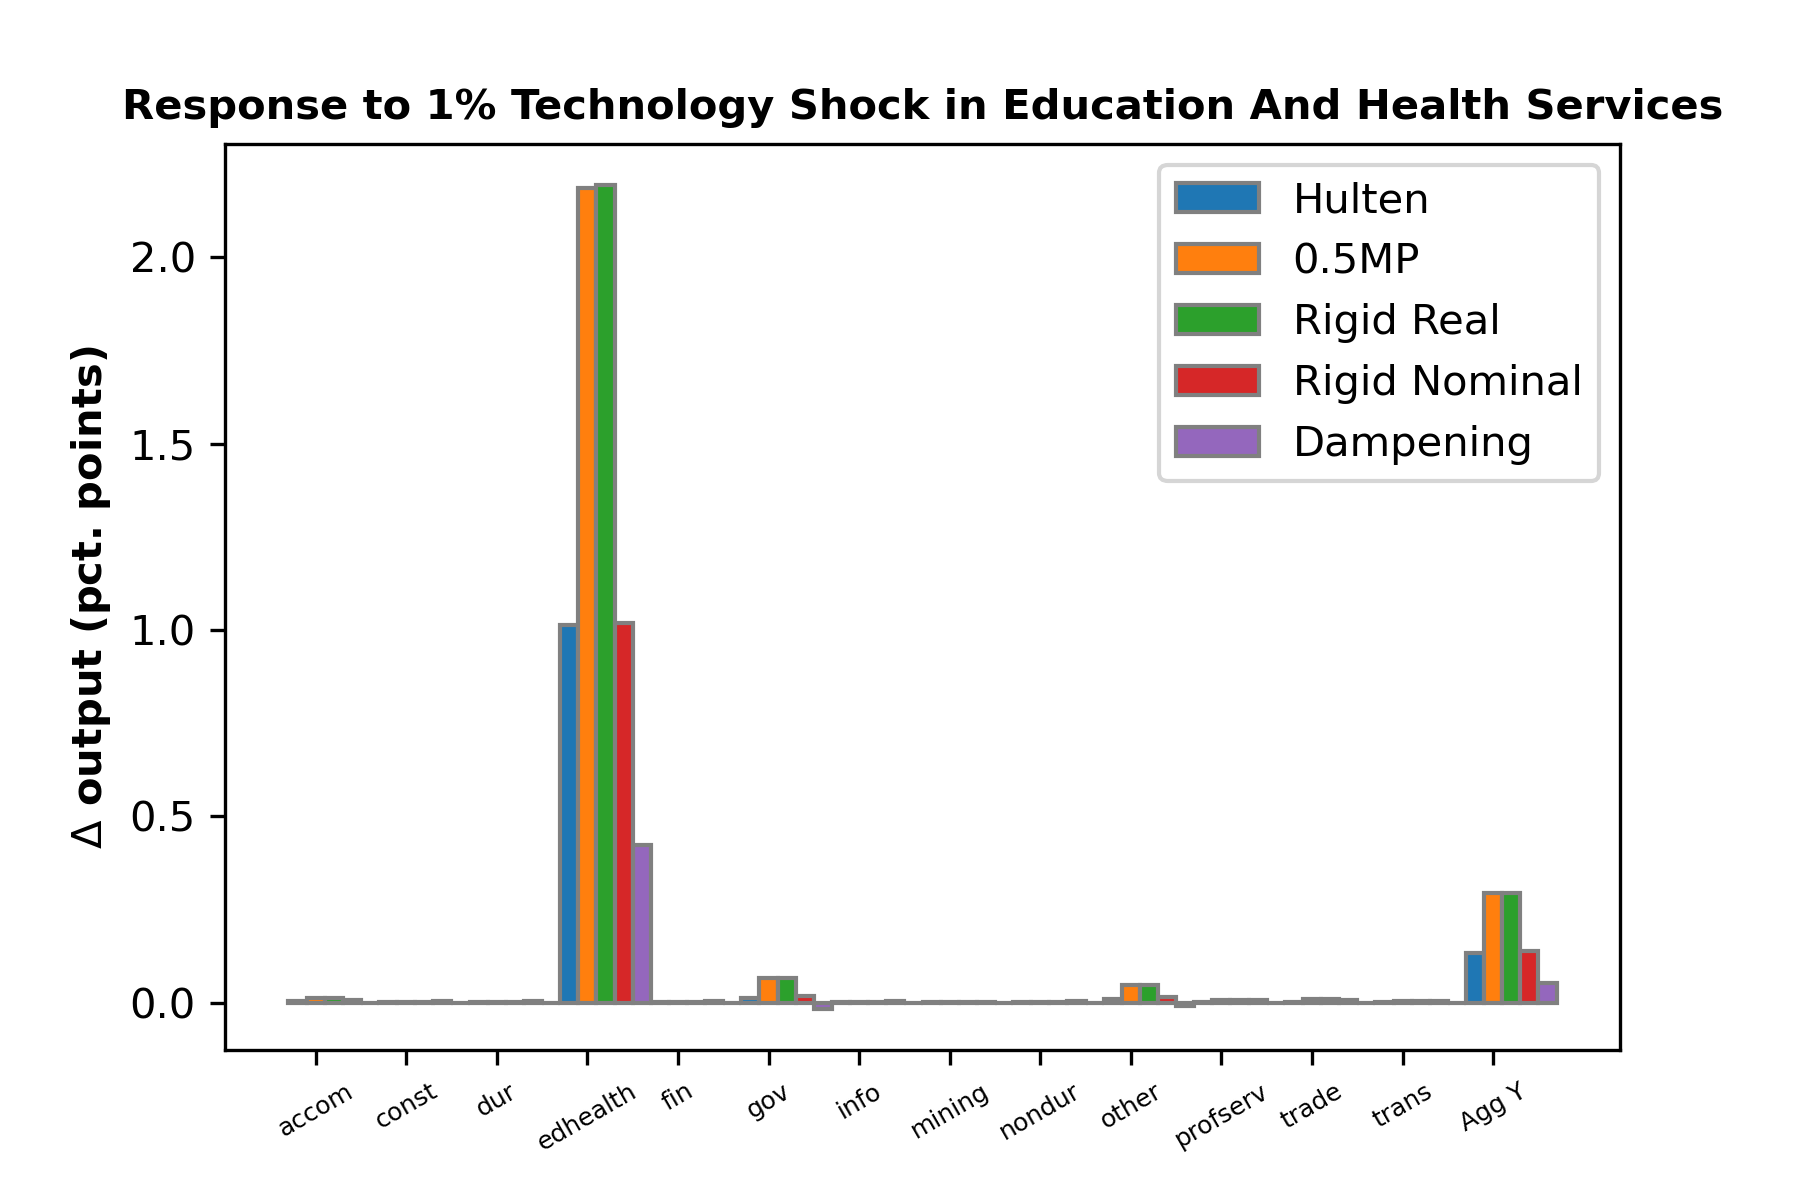 Response to 1% Technology Shock in Education And Health Services
Δ output (pct. points)
2.0
1.5
1.0
0.5
0.0
Hulten
0.5MP
Rigid Real
Rigid Nominal
Dampening
accom const dur edhealth fin gov info mining nondur other profserv trade trans Agg Y